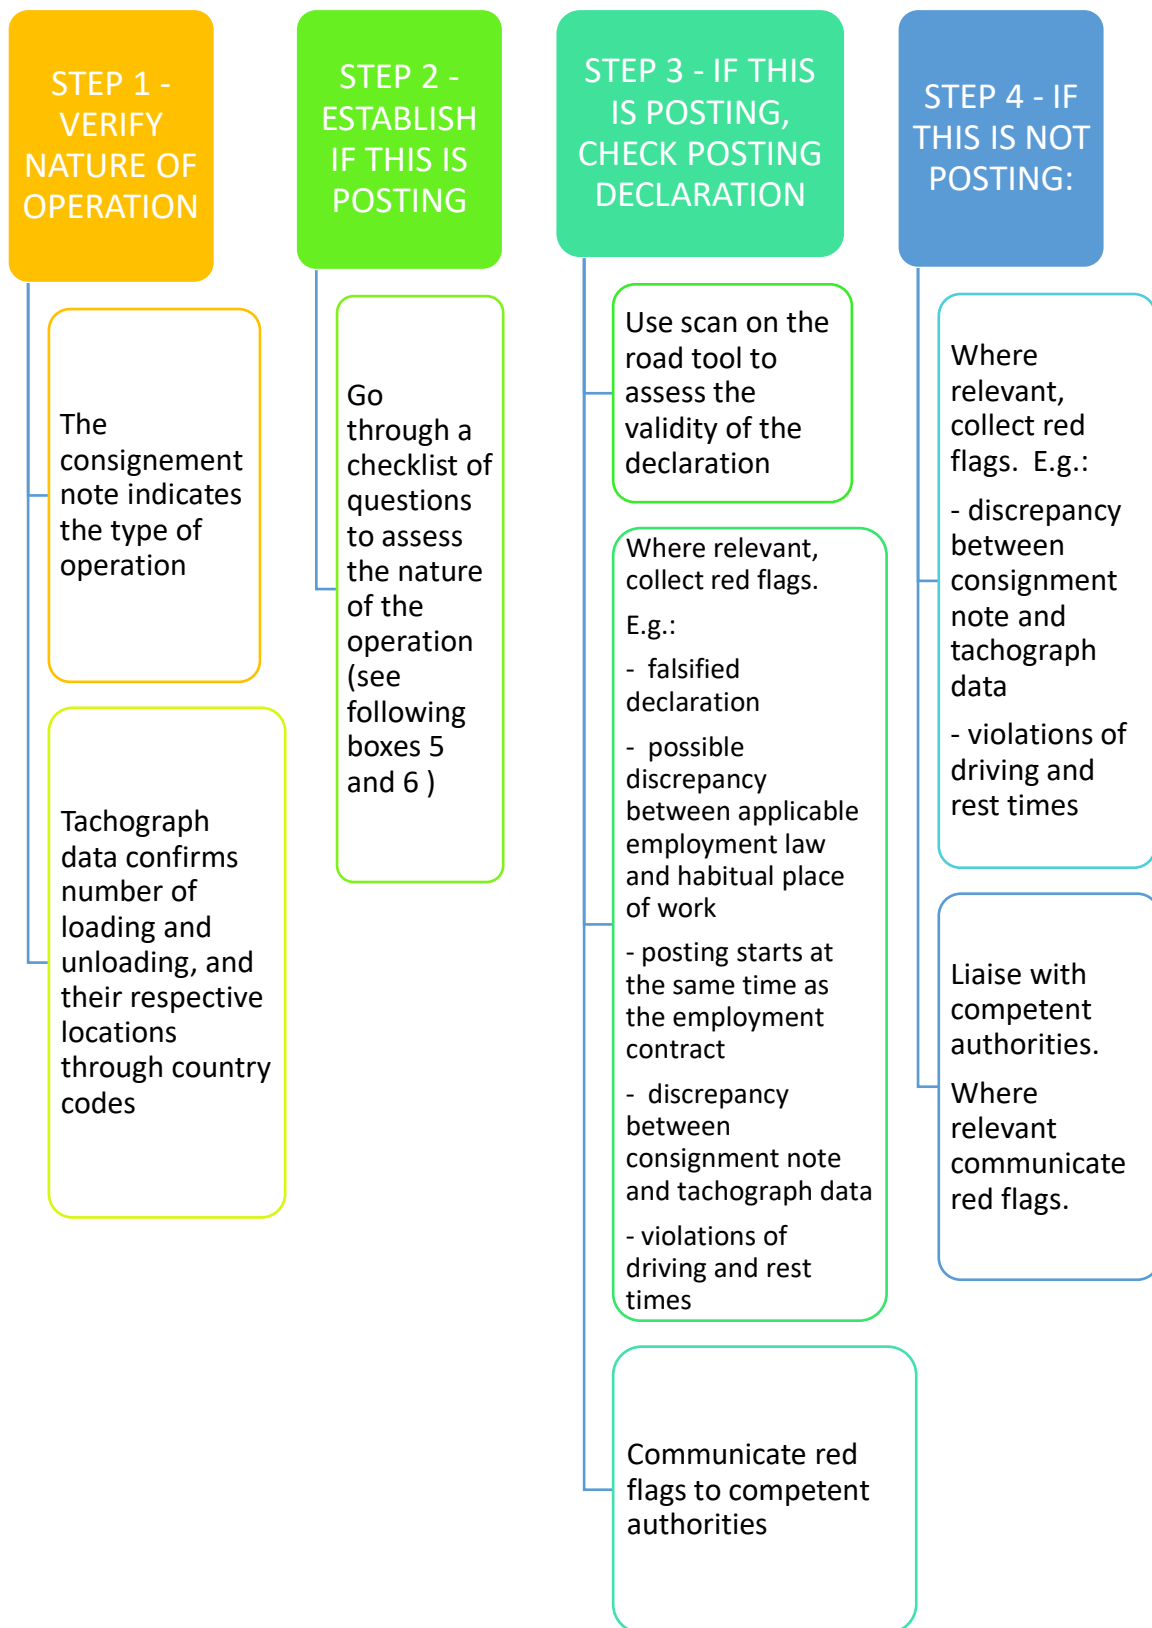 STEP 1 -
VERIFY
NATURE OF
OPERATION
The
consignement
note indicates
the type of
operation
Tachograph
data confirms
number of
loading and
unloading, and
their respective
locations
through country
codes
STEP 2 -
ESTABLISH
IF THIS IS
POSTING
Go
through a
checklist of
questions
to assess
the nature
of the
operation
(see
following
boxes 5
and 6 )
STEP 3 - IF THIS
IS POSTING,
CHECK POSTING
DECLARATION
Use scan on the
road tool to
assess the
validity of the
declaration
Where relevant,
collect red flags.
E.g.:
- falsified
declaration
- possible
discrepancy
between applicable
employment law
and habitual place
of work
- posting starts at
the same time as
the employment
contract
- discrepancy
between
consignment note
and tachograph data
- violations of
driving and rest
times
Communicate red
flags to competent
authorities
STEP 4 - IF
THIS IS NOT
POSTING:
Where
relevant,
collect red
flags. E.g.:
- discrepancy
between
consignment
note and
tachograph
data
- violations of
driving and
rest times
Liaise with
competent
authorities.
Where
relevant
communicate
red flags.